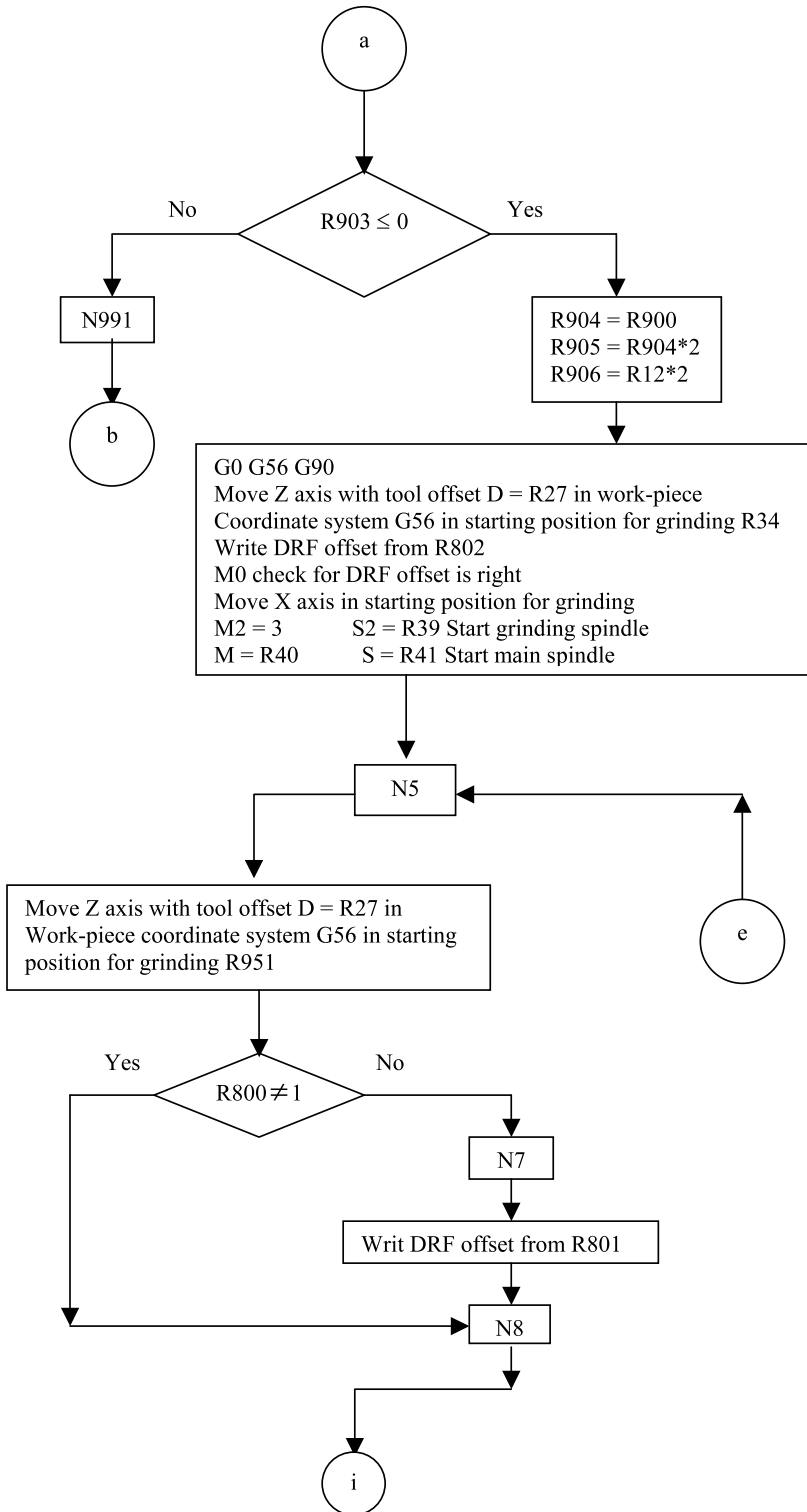 a
R903 ≤ 0
No
Yes
N991
b
R904 = R900
R905 = R904*2
R906 = R12*2
G0 G56 G90
Move Z axis with tool offset D = R27 in work-piece
Coordinate system G56 in starting position for grinding R34
Write DRF offset from R802
M0 check for DRF offset is right
Move X axis in starting position for grinding
M2 = 3 S2 = R39 Start grinding spindle
M = R40 S = R41 Start main spindle
N5
e
Move Z axis with tool offset D = R27 in
Work-piece coordinate system G56 in starting
position for grinding R951
Yes
No
R800 ≠ 1
N7
Writ DRF offset from R801
N8
i